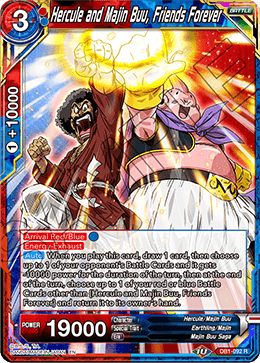 3
Hercule and Majin Buu, Friends Forever
BATTLE
+10000
Arrival Red/Blue
Energy-Exhaust
Auto When you play this card, draw 1 card, then choose
up to 1 of your opponent's Battle Cards and it gets
-10000 power for the duration of the turn, then at the end
of the turn, choose up to 1 of your red or blue Battle
Cards other than {Hercule and Majin Buu, Friends
Forever} and return it to its owner's hand.
POWER 19000
Character Hercule/Majin Buu
Special Trait Earthling/Majin
Era Majin Buu Saga
DB1-092 R